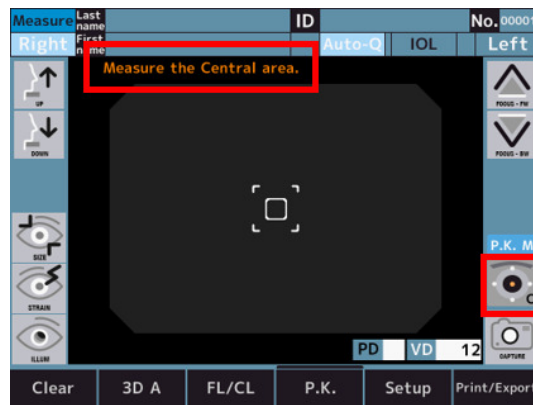 Measure Last name ID No. 00001
Right First name Auto-Q IOL Left
Measure the Central area.
UP
FOCUS - FW
DOWN
FOCUS - BW
SIZE
P.K. M
STRAIN
C
ILLUM
PD VD 12
CAPTURE
Clear 3D A FL/CL P.K. Setup Print/Export